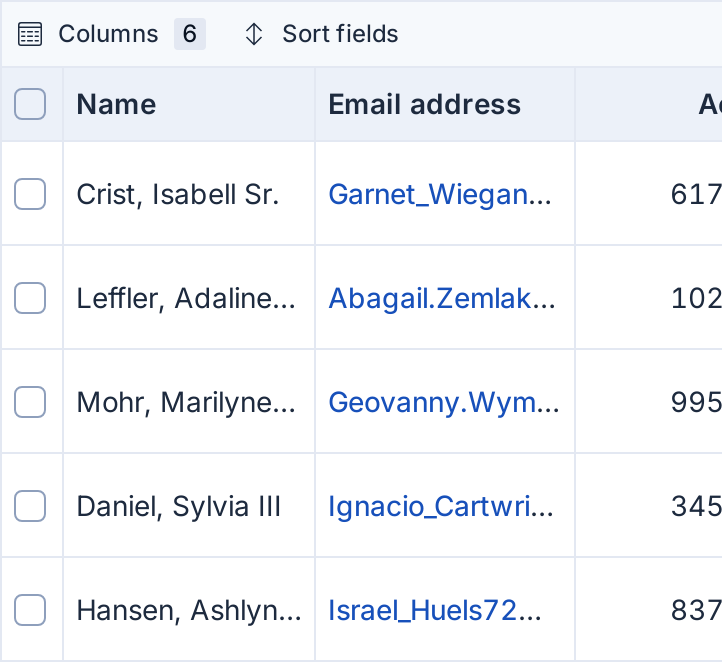 Columns 6 Sort fields
Name Email address
Crist, Isabell Sr. Garnet_Wiegan... 617
Leffler, Adaline... Abagail.Zemlak... 102
Mohr, Marilyne... Geovanny.Wym... 995
Daniel, Sylvia III Ignacio_Cartwri... 345
Hansen, Ashlyn... Israel_Huels72... 837